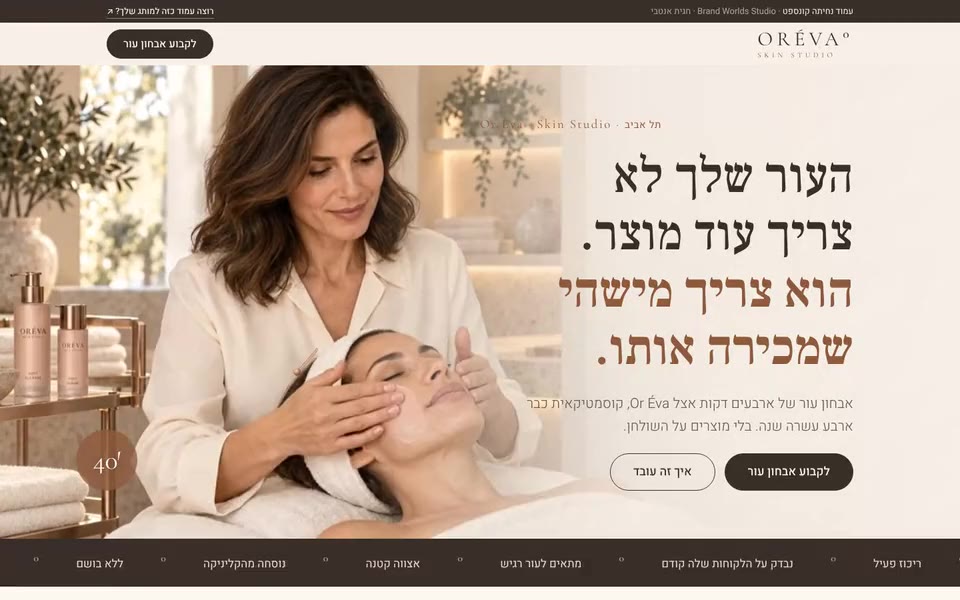 עמוד נחיתה קונספט · Brand Worlds Studio · חגית אנטבי
רוצה עמוד כזה למותג שלך? ↗
ORÉVAº
SKIN STUDIO
לקבוע אבחון עור
Or Éva · Skin Studio · תל אביב
העור שלך לא
צריך עוד מוצר.
הוא צריך מישהי
שמכירה אותו.
אבחון עור של ארבעים דקות אצל Or Éva, קוסמטיקאית כבר
ארבע עשרה שנה. בלי מוצרים על השולחן.
לקבוע אבחון עור
איך זה עובד
40'
ORÉVA
ORÉVA
ריכוז פעיל º נבדק על הלקוחות שלה קודם º מתאים לעור רגיש º אצווה קטנה º נוסחה מהקליניקה º ללא בושם º